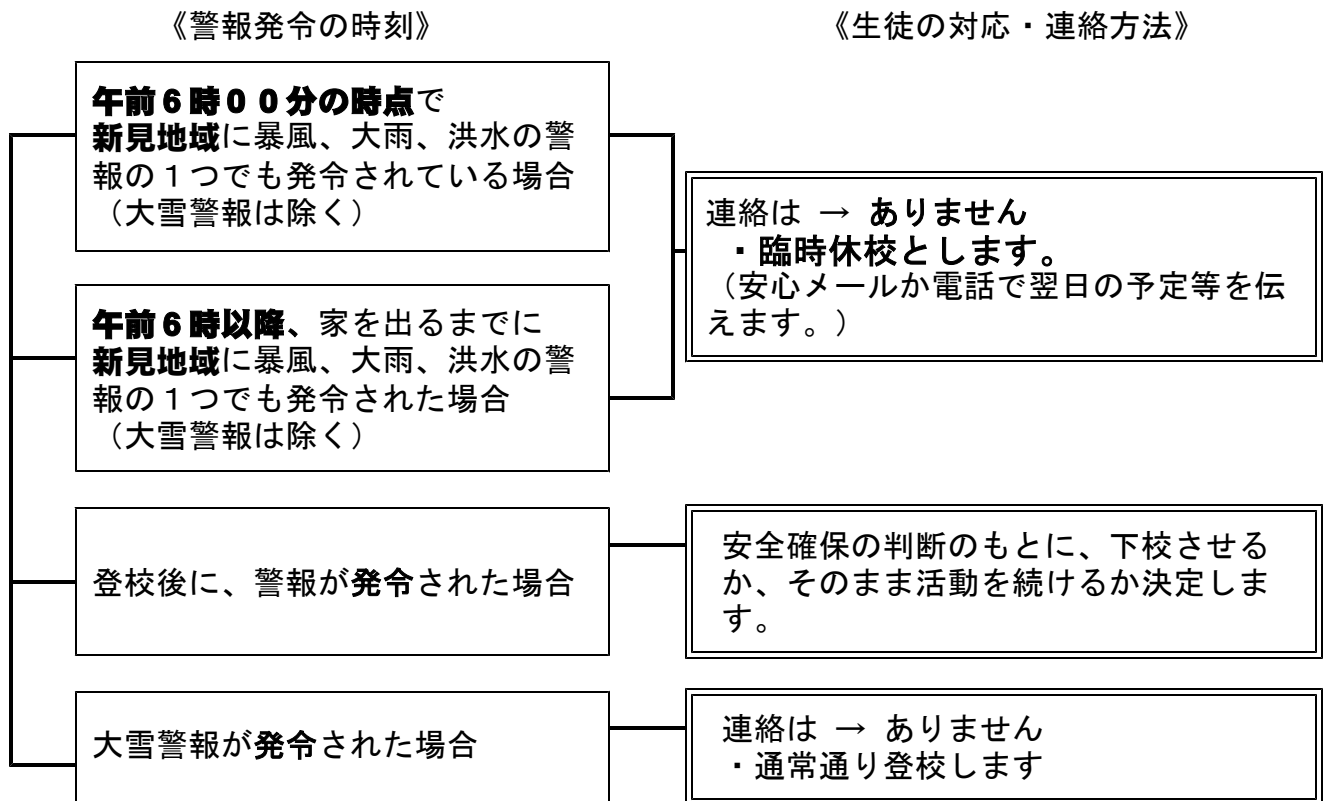 《警報発令の時刻》
《生徒の対応・連絡方法》
午前6時00分の時点で
新見地域に暴風、大雨、洪水の警
報の1つでも発令されている場合
（大雪警報は除く）
連絡は → ありません
・臨時休校とします。
（安心メールか電話で翌日の予定等を伝
えます。）
午前6時以降、家を出るまでに
新見地域に暴風、大雨、洪水の警
報の1つでも発令された場合
（大雪警報は除く）
登校後に、警報が発令された場合
安全確保の判断のもとに、下校させる
か、そのまま活動を続けるか決定しま
す。
大雪警報が発令された場合
連絡は → ありません
・通常通り登校します